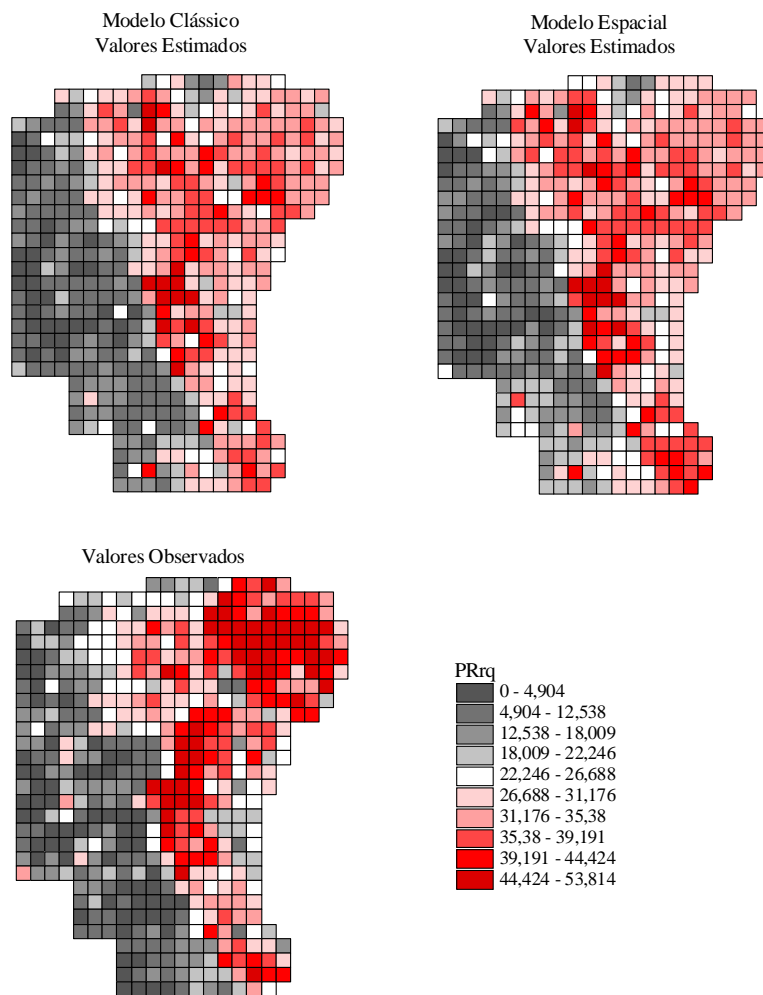 Modelo Clássico
Valores Estimados
Modelo Espacial
Valores Estimados
Valores Observados
PRrq
0 - 4,904
4,904 - 12,538
12,538 - 18,009
18,009 - 22,246
22,246 - 26,688
26,688 - 31,176
31,176 - 35,38
35,38 - 39,191
39,191 - 44,424
44,424 - 53,814